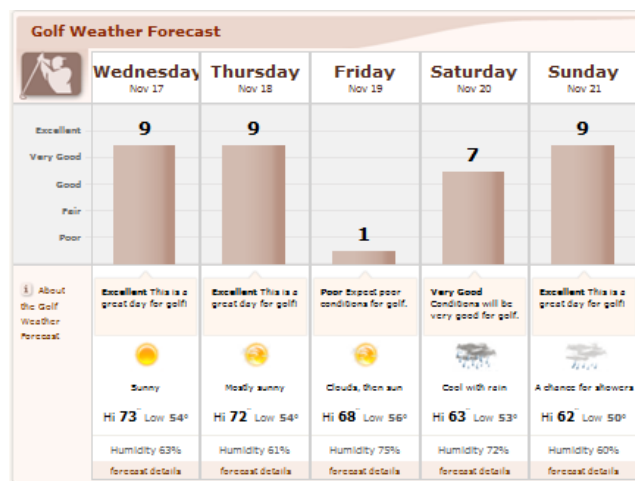 Golf Weather Forecast
Wednesday Thursday Friday Saturday Sunday
Nov 17 Nov 18 Nov 19 Nov 20 Nov 21
Excellent
Very Good
Good
Fair
Poor
9 9 1 7 9
i About
the Golf
Weather
Forecast
Excellent This is a
great day for golf!
Excellent This is a
great day for golf!
Poor Expect poor
conditions for golf.
Very Good
Conditions will be
very good for golf.
Excellent This is a
great day for golf!
Sunny Mostly sunny Clouds, then sun Cool with rain A chance for showers
Hi 73° Low 54° Hi 72° Low 54° Hi 68° Low 56° Hi 63° Low 53° Hi 62° Low 50°
Humidity 63% Humidity 61% Humidity 75% Humidity 72% Humidity 60%
forecast details forecast details forecast details forecast details forecast details